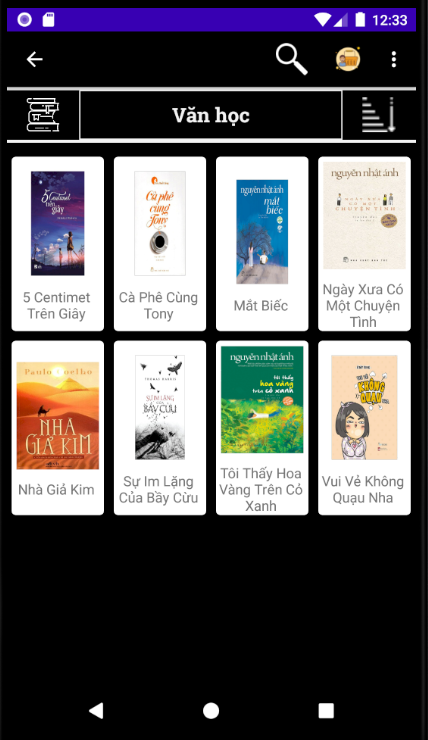 12:33
Văn học
5 Centimet
trên
giây
5 Centimet
Trên Giây
Cà phê
cùng
Tony
Cà Phê Cùng
Tony
nguyễn nhật ánh
mắt
biếc
Mắt Biếc
nguyễn nhật ánh
CHUYỆN TÌNH
Ngày Xưa Có
Một Chuyện
Tình
Paulo Coelho
NHÀ
GIẢ KIM
Nhà Giả Kim
THOMAS HARRIS
SỰ IM LẶNG
BẦY CỪU
Sự Im Lặng
Của Bầy Cừu
nguyễn nhật ánh
tôi thấy
hoa vàng
trên cỏ xanh
Tôi Thấy Hoa
Vàng Trên Cỏ
Xanh
VUI VẺ
KHÔNG
QUẠU
Vui Vẻ Không
Quạu Nha